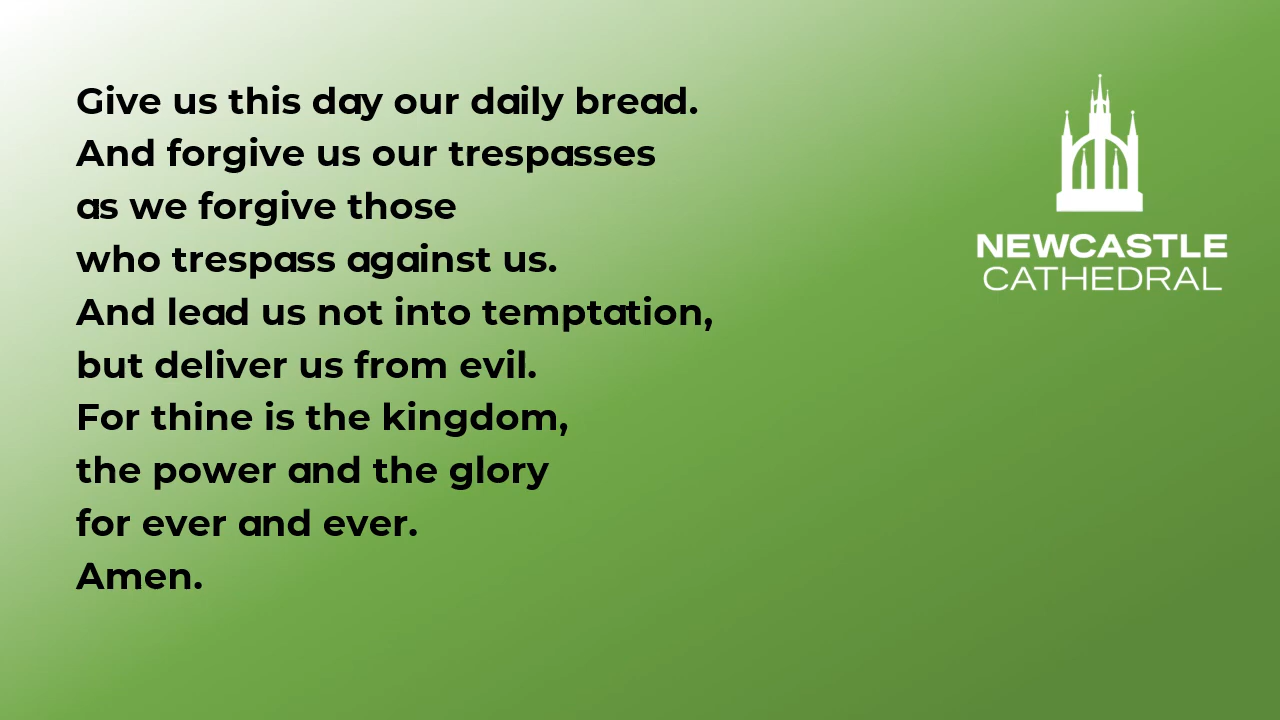 Give us this day our daily bread.
And forgive us our trespasses
as we forgive those
who trespass against us.
And lead us not into temptation,
but deliver us from evil.
For thine is the kingdom,
the power and the glory
for ever and ever.
Amen.
NEWCASTLE
CATHEDRAL